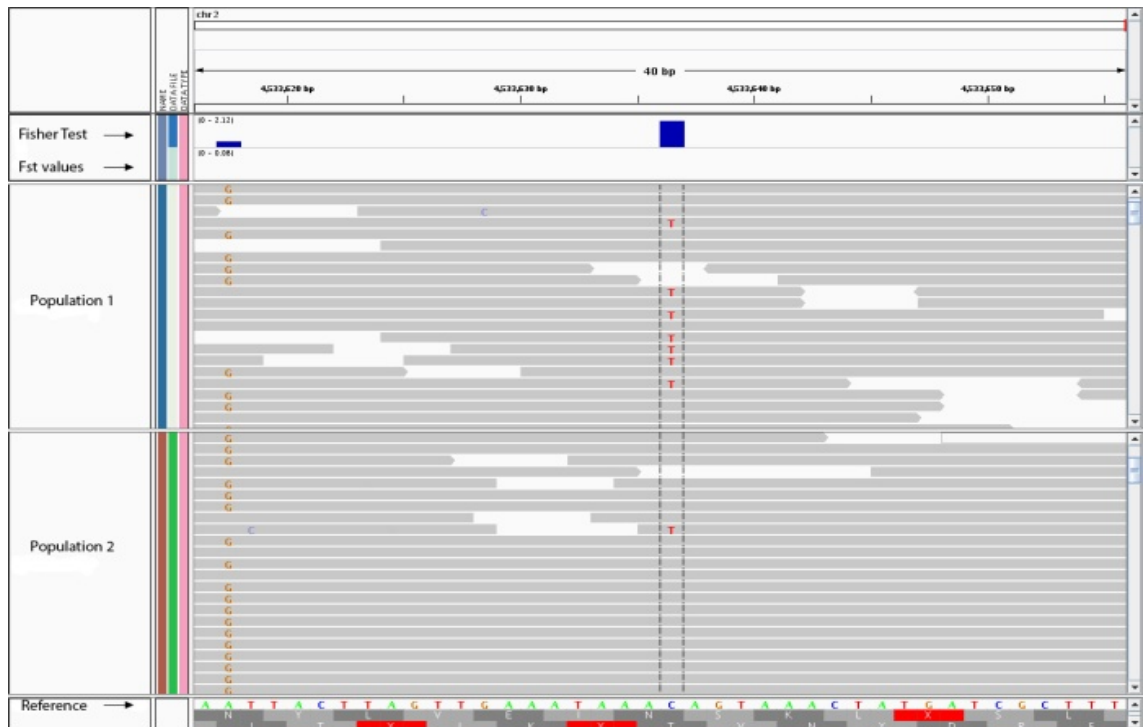 chr2
40 bp
4,533,620 bp 4,533,630 bp 4,533,640 bp 4,533,650 bp
NAME
DATA FILE
DATA TYPE
Fisher Test
(0 - 2.12)
Fst values
(0 - 0.08)
G
G
C
T
G
G
G
G
T
T
Population 1
T
T
T
G
T
G
G
G
G
G
G
G
G
C T
G
Population 2
G
G
G
G
G
G
G
G
G
G
G
Reference
A A T T A C T T A G T T G A A A T A A A C A G T A A A C T A T G A T C G C T T T
N Y L V E I N S K L X S